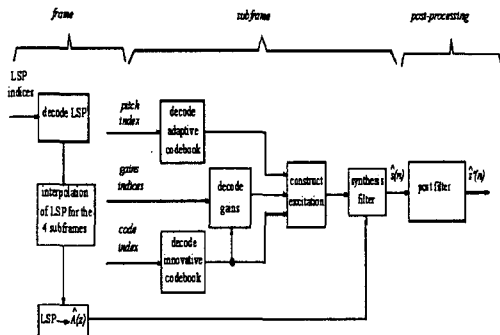 frame
subframe
post-processing
LSP
indices
decode LSP
interpolation
of LSP for the
4 subframes
LSP → Â(z)
pitch
index
decode
adaptive
codebook
gains
indices
decode
gains
code
index
decode
innovative
codebook
construct
excitation
synthesis
filter
ŝ(n)
post filter
ŝ'(n)